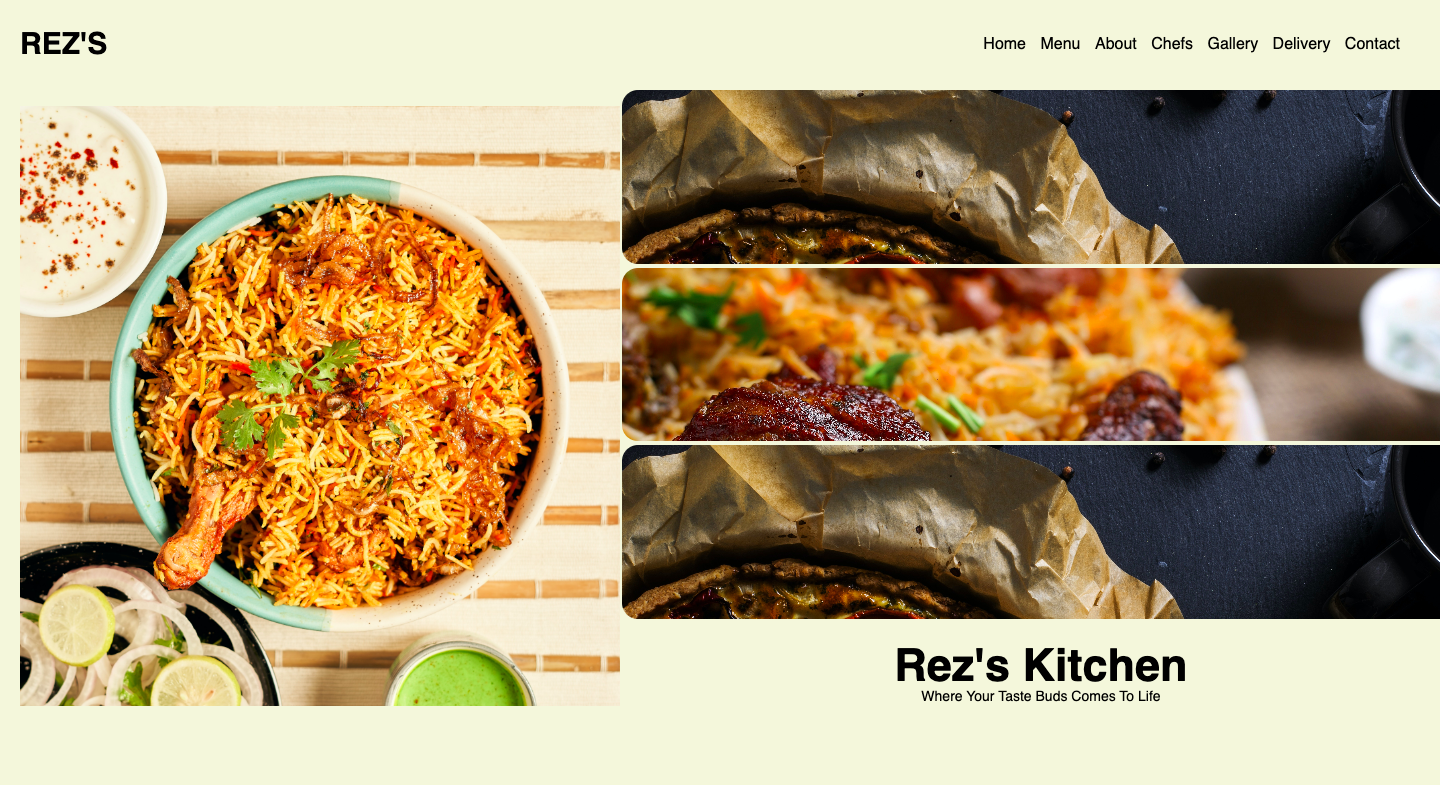 REZ'S
Home Menu About Chefs Gallery Delivery Contact
Rez's Kitchen
Where Your Taste Buds Comes To Life